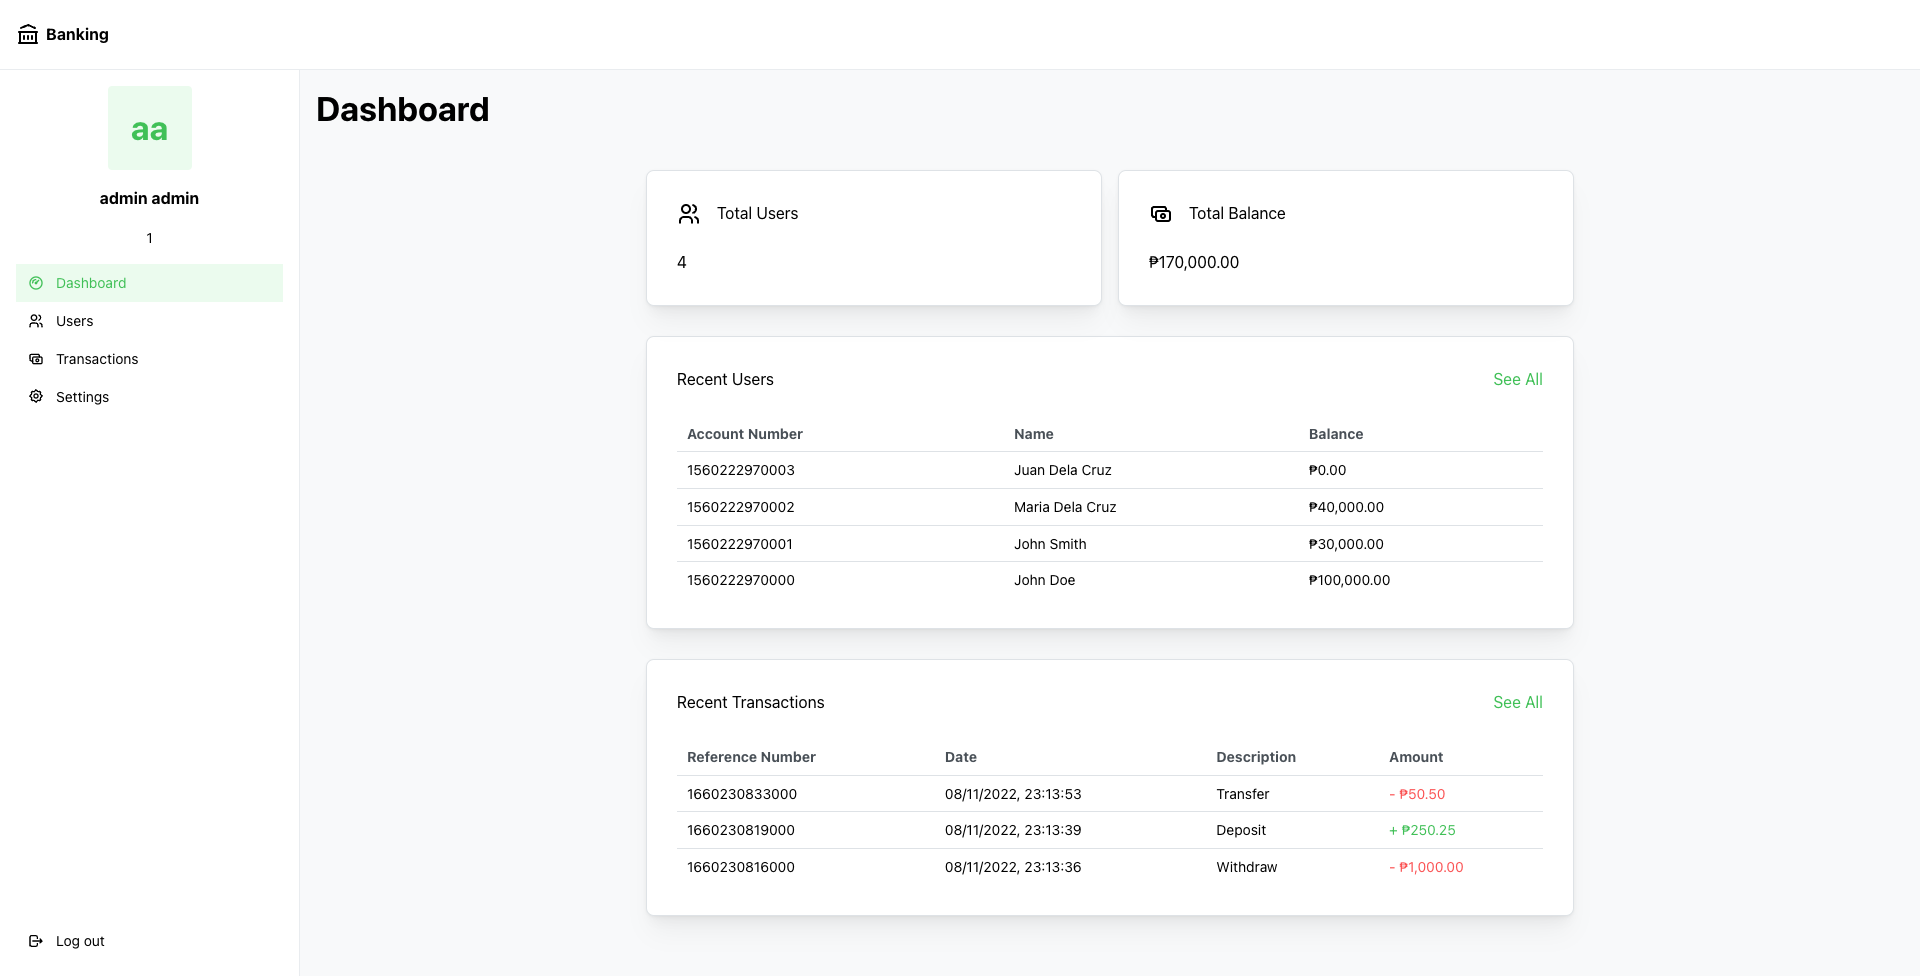 Banking
aa
admin admin
1
Dashboard
Users
Transactions
Settings
Log out
Dashboard
Total Users
4
Total Balance
₱170,000.00
Recent Users See All
Account Number Name Balance
1560222970003 Juan Dela Cruz ₱0.00
1560222970002 Maria Dela Cruz ₱40,000.00
1560222970001 John Smith ₱30,000.00
1560222970000 John Doe ₱100,000.00
Recent Transactions See All
Reference Number Date Description Amount
1660230833000 08/11/2022, 23:13:53 Transfer - ₱50.50
1660230819000 08/11/2022, 23:13:39 Deposit + ₱250.25
1660230816000 08/11/2022, 23:13:36 Withdraw - ₱1,000.00